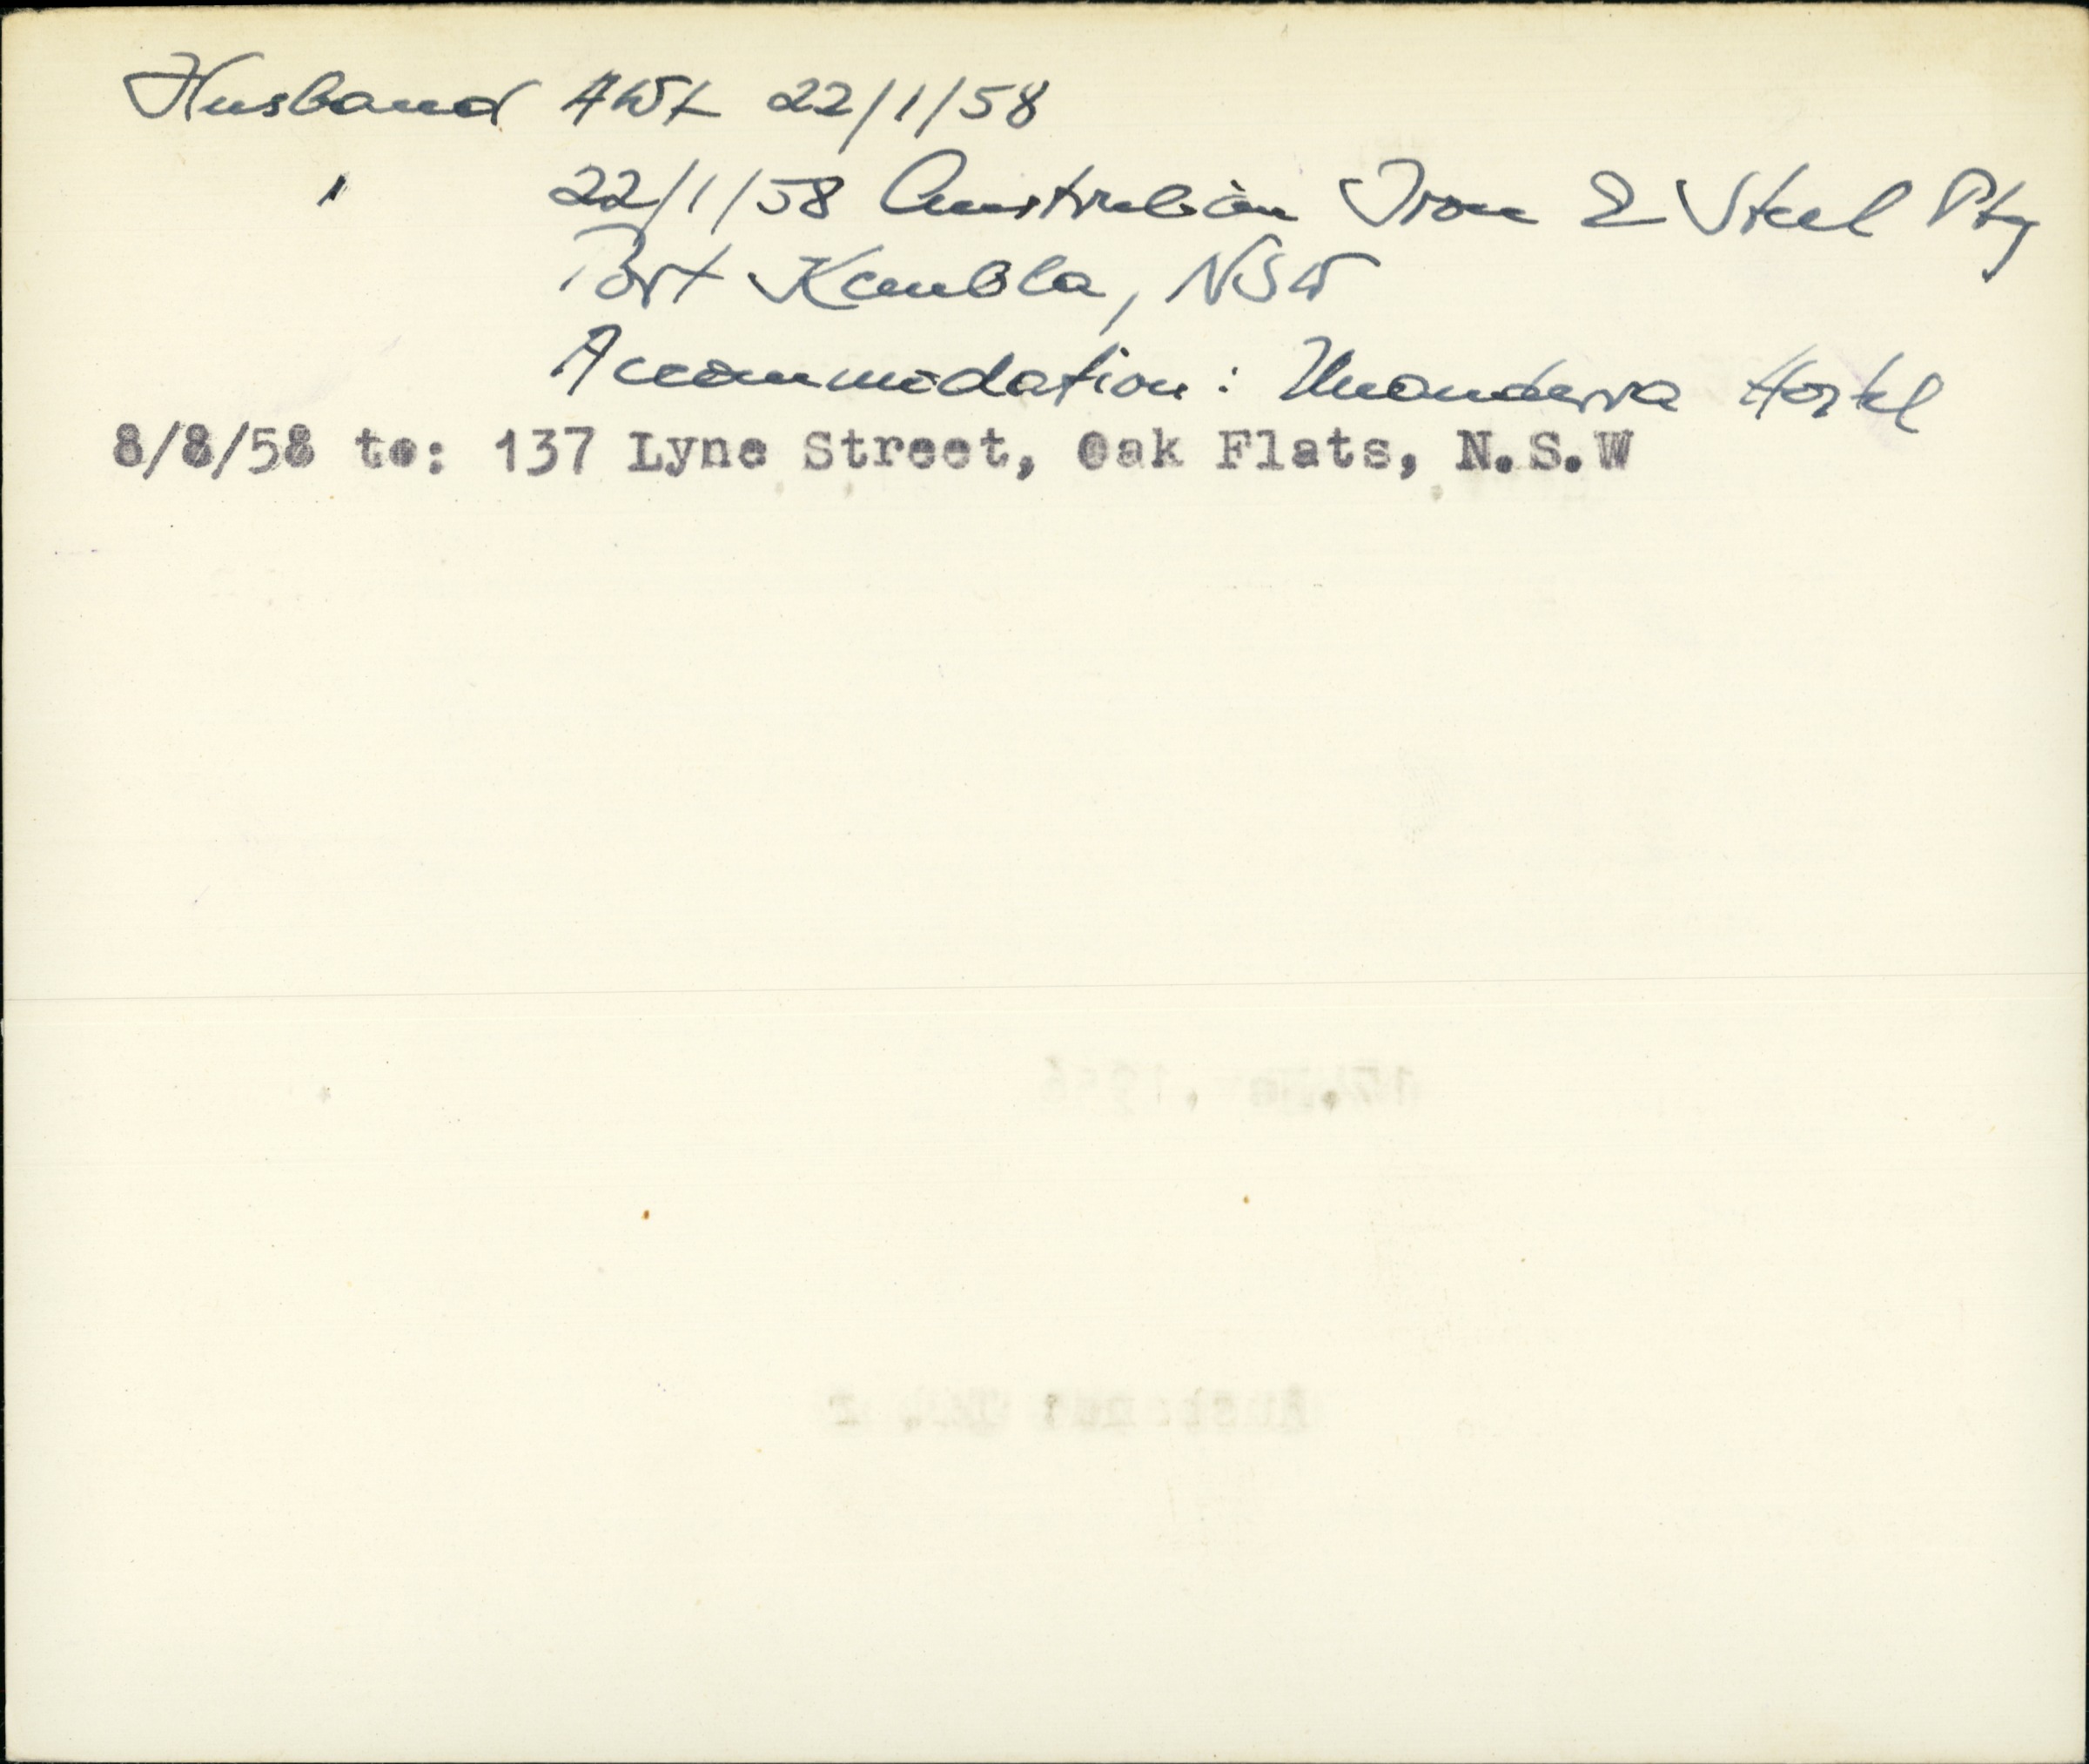 Husband AWL 22/1/58
" 22/1/58 Australian Iron & Steel Pty
Port Kembla, NSW
Accommodation: Unanderra Hostel
8/8/58 to: 137 Lyne Street, Oak Flats, N.S.W